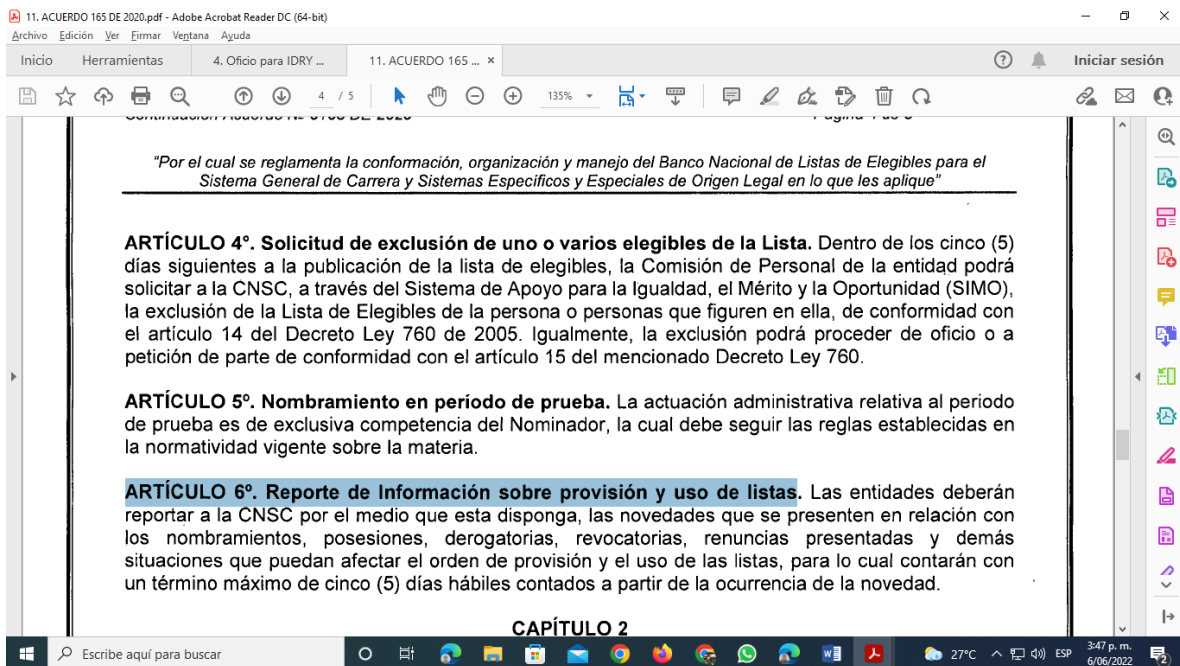 11. ACUERDO 165 DE 2020.pdf - Adobe Acrobat Reader DC (64-bit)
Archivo Edición Ver Firmar Ventana Ayuda
Inicio Herramientas 4. Oficio para IDRY ... 11. ACUERDO 165 ... × Iniciar sesión
4 / 5 135%
"Por el cual se reglamenta la conformación, organización y manejo del Banco Nacional de Listas de Elegibles para el
Sistema General de Carrera y Sistemas Específicos y Especiales de Origen Legal en lo que les aplique"
ARTÍCULO 4°. Solicitud de exclusión de uno o varios elegibles de la Lista. Dentro de los cinco (5)
días siguientes a la publicación de la lista de elegibles, la Comisión de Personal de la entidad podrá
solicitar a la CNSC, a través del Sistema de Apoyo para la Igualdad, el Mérito y la Oportunidad (SIMO),
la exclusión de la Lista de Elegibles de la persona o personas que figuren en ella, de conformidad con
el artículo 14 del Decreto Ley 760 de 2005. Igualmente, la exclusión podrá proceder de oficio o a
petición de parte de conformidad con el artículo 15 del mencionado Decreto Ley 760.
ARTÍCULO 5º. Nombramiento en período de prueba. La actuación administrativa relativa al periodo
de prueba es de exclusiva competencia del Nominador, la cual debe seguir las reglas establecidas en
la normatividad vigente sobre la materia.
ARTÍCULO 6º. Reporte de Información sobre provisión y uso de listas. Las entidades deberán
reportar a la CNSC por el medio que esta disponga, las novedades que se presenten en relación con
los nombramientos, posesiones, derogatorias, revocatorias, renuncias presentadas y demás
situaciones que puedan afectar el orden de provisión y el uso de las listas, para lo cual contarán con
un término máximo de cinco (5) días hábiles contados a partir de la ocurrencia de la novedad.
CAPÍTULO 2
Escribe aquí para buscar 27°C ESP 3:47 p. m.
6/06/2022